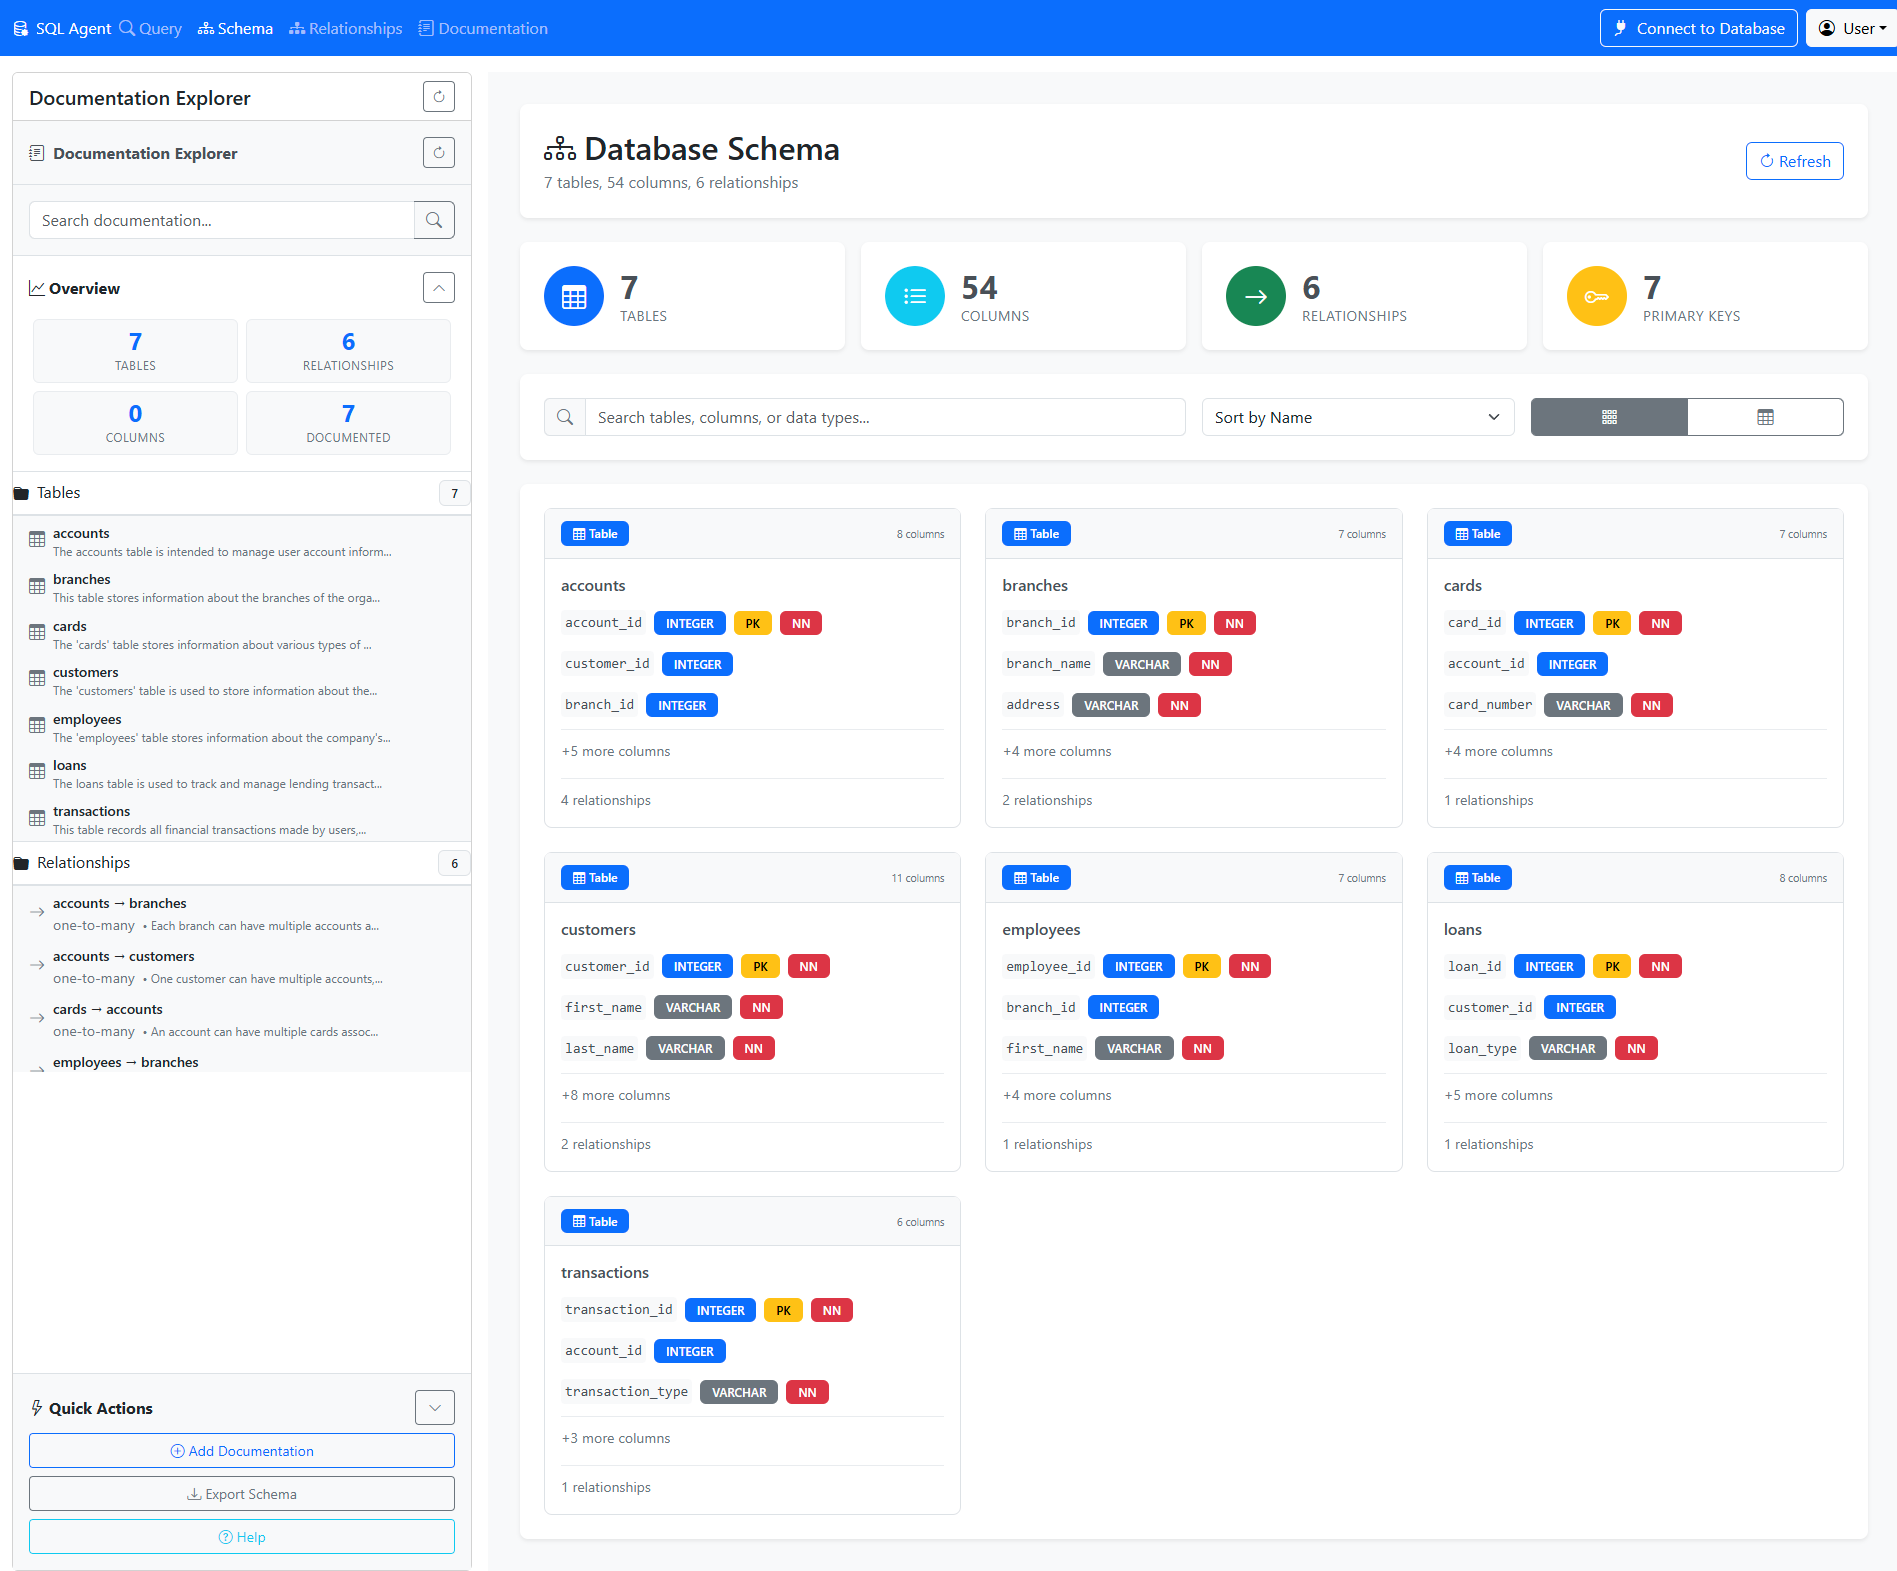 SQL Agent Query Schema Relationships Documentation Connect to Database User
Documentation Explorer
Documentation Explorer
Search documentation...
Overview
7
TABLES
6
RELATIONSHIPS
0
COLUMNS
7
DOCUMENTED
Tables 7
accounts
The accounts table is intended to manage user account inform...
branches
This table stores information about the branches of the orga...
cards
The 'cards' table stores information about various types of ...
customers
The 'customers' table is used to store information about the...
employees
The 'employees' table stores information about the company's...
loans
The loans table is used to track and manage lending transact...
transactions
This table records all financial transactions made by users,...
Relationships 6
accounts → branches
one-to-many • Each branch can have multiple accounts a...
accounts → customers
one-to-many • One customer can have multiple accounts,...
cards → accounts
one-to-many • An account can have multiple cards assoc...
employees → branches
Quick Actions
Add Documentation
Export Schema
Help
Database Schema
7 tables, 54 columns, 6 relationships
Refresh
7
TABLES
54
COLUMNS
6
RELATIONSHIPS
7
PRIMARY KEYS
Search tables, columns, or data types...
Sort by Name
Table 8 columns
accounts
account_id INTEGER PK NN
customer_id INTEGER
branch_id INTEGER
+5 more columns
4 relationships
Table 7 columns
branches
branch_id INTEGER PK NN
branch_name VARCHAR NN
address VARCHAR NN
+4 more columns
2 relationships
Table 7 columns
cards
card_id INTEGER PK NN
account_id INTEGER
card_number VARCHAR NN
+4 more columns
1 relationships
Table 11 columns
customers
customer_id INTEGER PK NN
first_name VARCHAR NN
last_name VARCHAR NN
+8 more columns
2 relationships
Table 7 columns
employees
employee_id INTEGER PK NN
branch_id INTEGER
first_name VARCHAR NN
+4 more columns
1 relationships
Table 8 columns
loans
loan_id INTEGER PK NN
customer_id INTEGER
loan_type VARCHAR NN
+5 more columns
1 relationships
Table 6 columns
transactions
transaction_id INTEGER PK NN
account_id INTEGER
transaction_type VARCHAR NN
+3 more columns
1 relationships